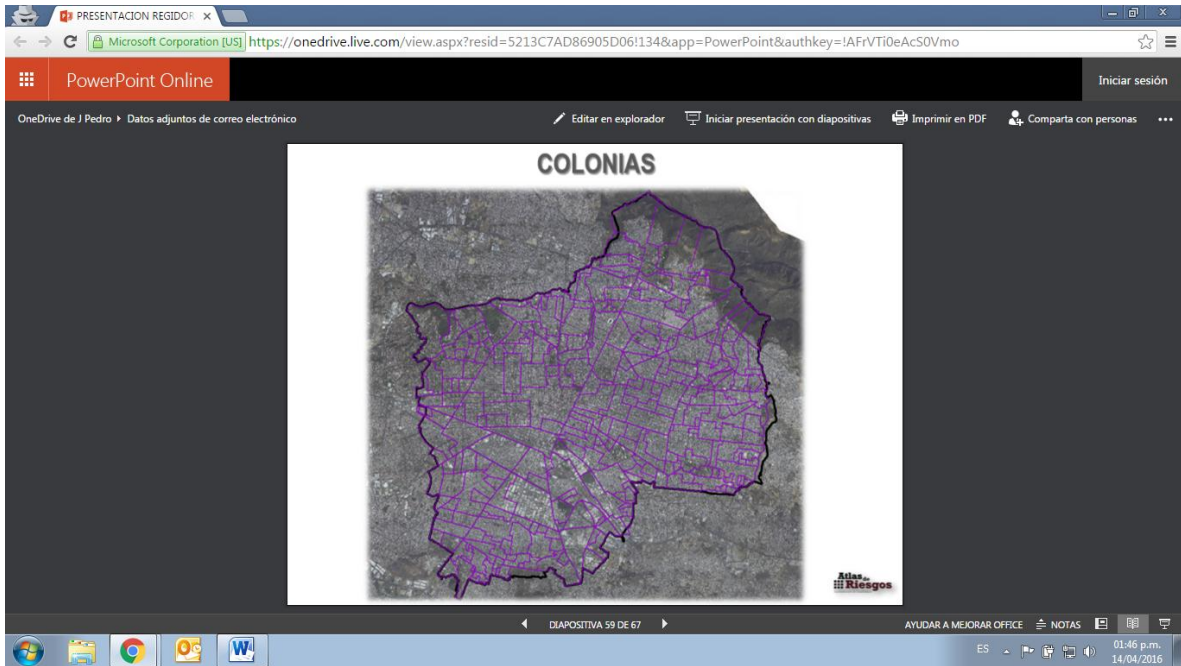 PRESENTACION REGIDOR
Microsoft Corporation [US] https://onedrive.live.com/view.aspx?resid=5213C7AD86905D06!134&app=PowerPoint&authkey=!AFrVTi0eAcS0Vmo
PowerPoint Online
Iniciar sesión
OneDrive de J Pedro Datos adjuntos de correo electrónico
Editar en explorador Iniciar presentación con diapositivas Imprimir en PDF Comparta con personas
COLONIAS
Atlas de
Riesgos
DIAPOSITIVA 59 DE 67
AYUDAR A MEJORAR OFFICE NOTAS
ES
01:46 p.m.
14/04/2016